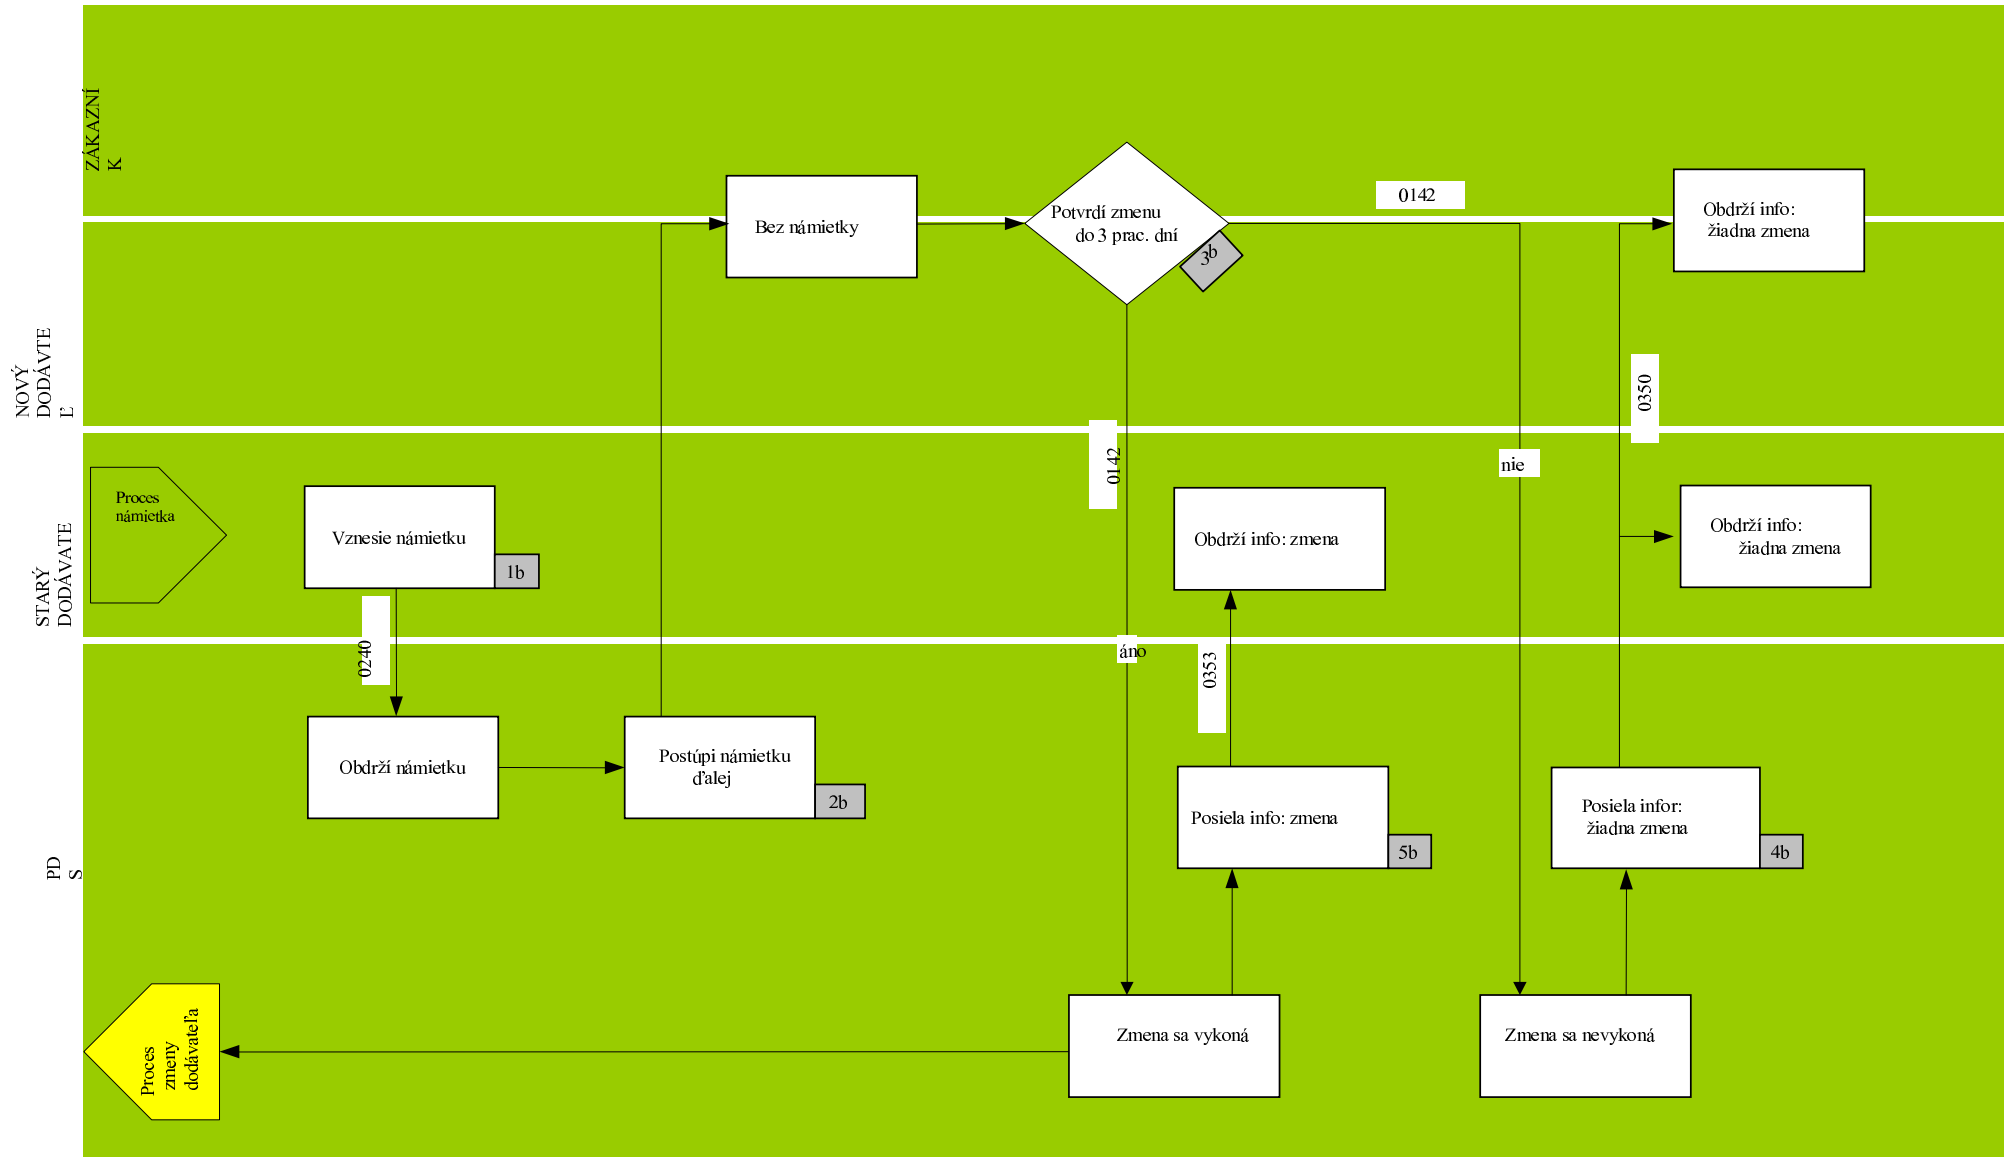 ZÁKAZNÍ
K
Bez námietky
Potvrdí zmenu
do 3 prac. dní
3b
0142
Obdrží info:
žiadna zmena
NOVÝ
DODÁVTE
Ľ
0350
0142
nie
Proces
námietka
Vznesie námietku
1b
Obdrží info: zmena
Obdrží info:
žiadna zmena
STARÝ
DODÁVATE
0240
áno
0353
Obdrží námietku
Postúpi námietku
ďalej
2b
Posiela info: zmena
5b
Posiela infor:
žiadna zmena
4b
PD
S
Proces
zmeny
dodávateľa
Zmena sa vykoná
Zmena sa nevykoná